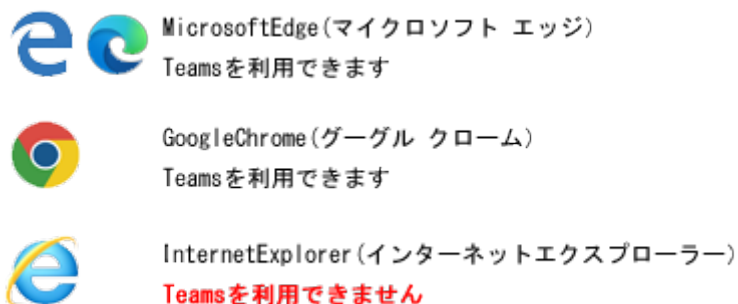 MicrosoftEdge(マイクロソフト エッジ)
Teamsを利用できます
GoogleChrome(グーグル クローム)
Teamsを利用できます
InternetExplorer(インターネットエクスプローラー)
Teamsを利用できません